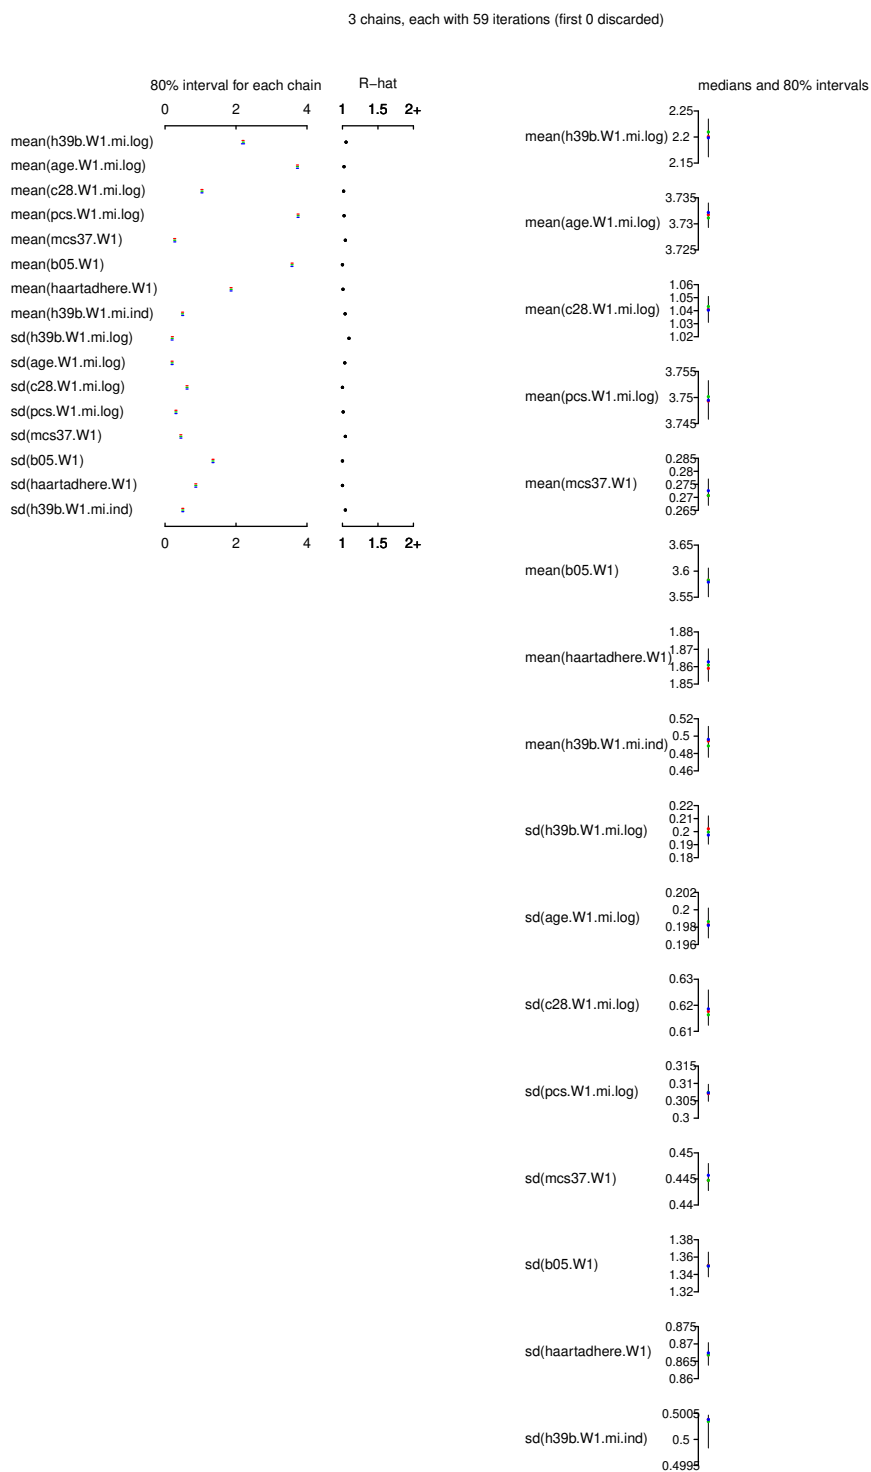 3 chains, each with 59 iterations (first 0 discarded)
80% interval for each chain R−hat
0 2 4 1 1.5 2+
mean(h39b.W1.mi.log)
mean(age.W1.mi.log)
mean(c28.W1.mi.log)
mean(pcs.W1.mi.log)
mean(mcs37.W1)
mean(b05.W1)
mean(haartadhere.W1)
mean(h39b.W1.mi.ind)
sd(h39b.W1.mi.log)
sd(age.W1.mi.log)
sd(c28.W1.mi.log)
sd(pcs.W1.mi.log)
sd(mcs37.W1)
sd(b05.W1)
sd(haartadhere.W1)
sd(h39b.W1.mi.ind)
0 2 4 1 1.5 2+
medians and 80% intervals
2.25
mean(h39b.W1.mi.log) 2.2
2.15
3.735
mean(age.W1.mi.log) 3.73
3.725
1.06
1.05
mean(c28.W1.mi.log) 1.04
1.03
1.02
3.755
mean(pcs.W1.mi.log) 3.75
3.745
0.285
0.28
mean(mcs37.W1) 0.275
0.27
0.265
3.65
mean(b05.W1) 3.6
3.55
1.88
1.87
mean(haartadhere.W1)
1.86
1.85
0.52
0.5
mean(h39b.W1.mi.ind)
0.48
0.46
0.22
0.21
sd(h39b.W1.mi.log) 0.2
0.19
0.18
0.202
0.2
sd(age.W1.mi.log)
0.198
0.196
0.63
sd(c28.W1.mi.log) 0.62
0.61
0.315
0.31
sd(pcs.W1.mi.log)
0.305
0.3
0.45
sd(mcs37.W1) 0.445
0.44
1.38
1.36
sd(b05.W1)
1.34
1.32
0.875
0.87
sd(haartadhere.W1)
0.865
0.86
0.5005
sd(h39b.W1.mi.ind) 0.5
0.4995